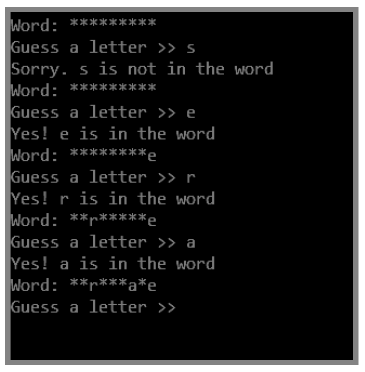 Word: *********
Guess a letter >> s
Sorry. s is not in the word
Word: *********
Guess a letter >> e
Yes! e is in the word
Word: ********e
Guess a letter >> r
Yes! r is in the word
Word: **r*****e
Guess a letter >> a
Yes! a is in the word
Word: **r***a*e
Guess a letter >>